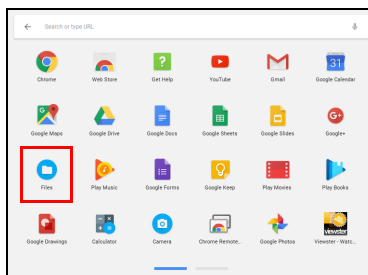 Search or type URL
Chrome
Web Store
Get Help
YouTube
Gmail
Google Calendar
?
31
Google Maps
Google Drive
Google Docs
Google Sheets
Google Slides
Google+
G+
Files
Play Music
Google Forms
Google Keep
Play Movies
Play Books
Google Drawings
Calculator
Camera
Chrome Remote...
Google Photos
Viewster - Watc...
viewster